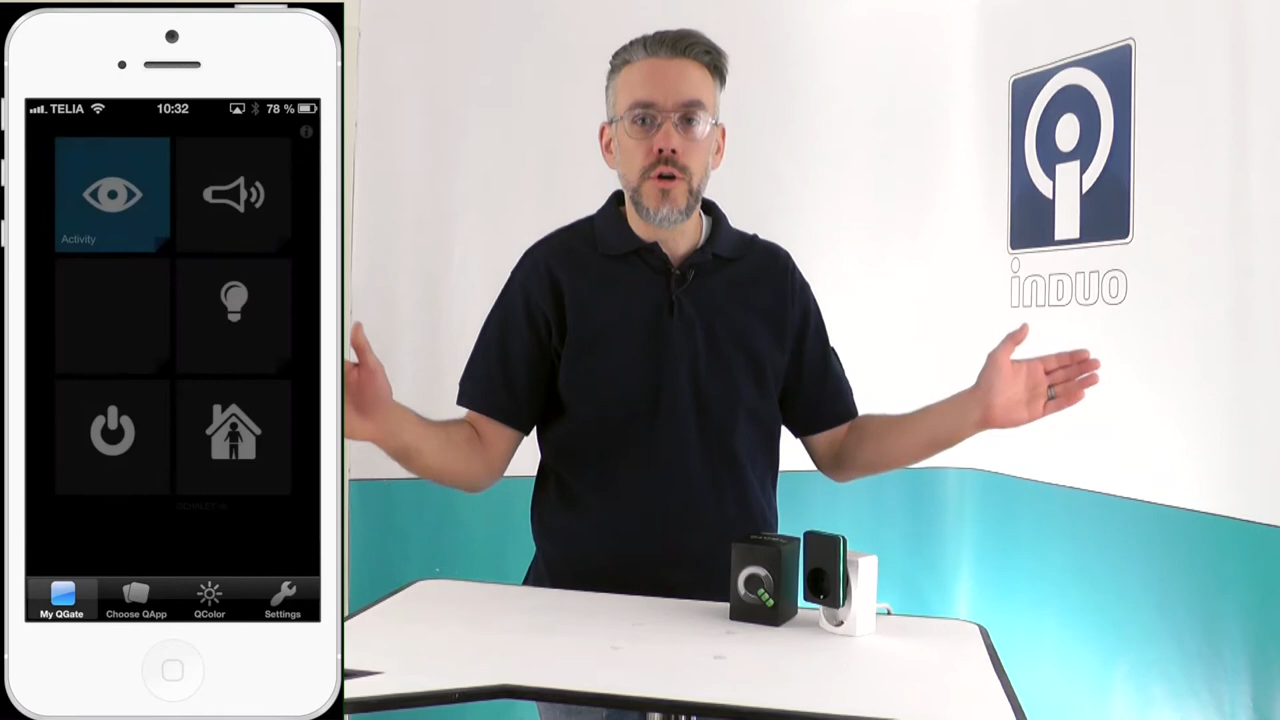 TELIA 10:32 78 %
Activity
My QGate Choose QApp QColor Settings
INDUO